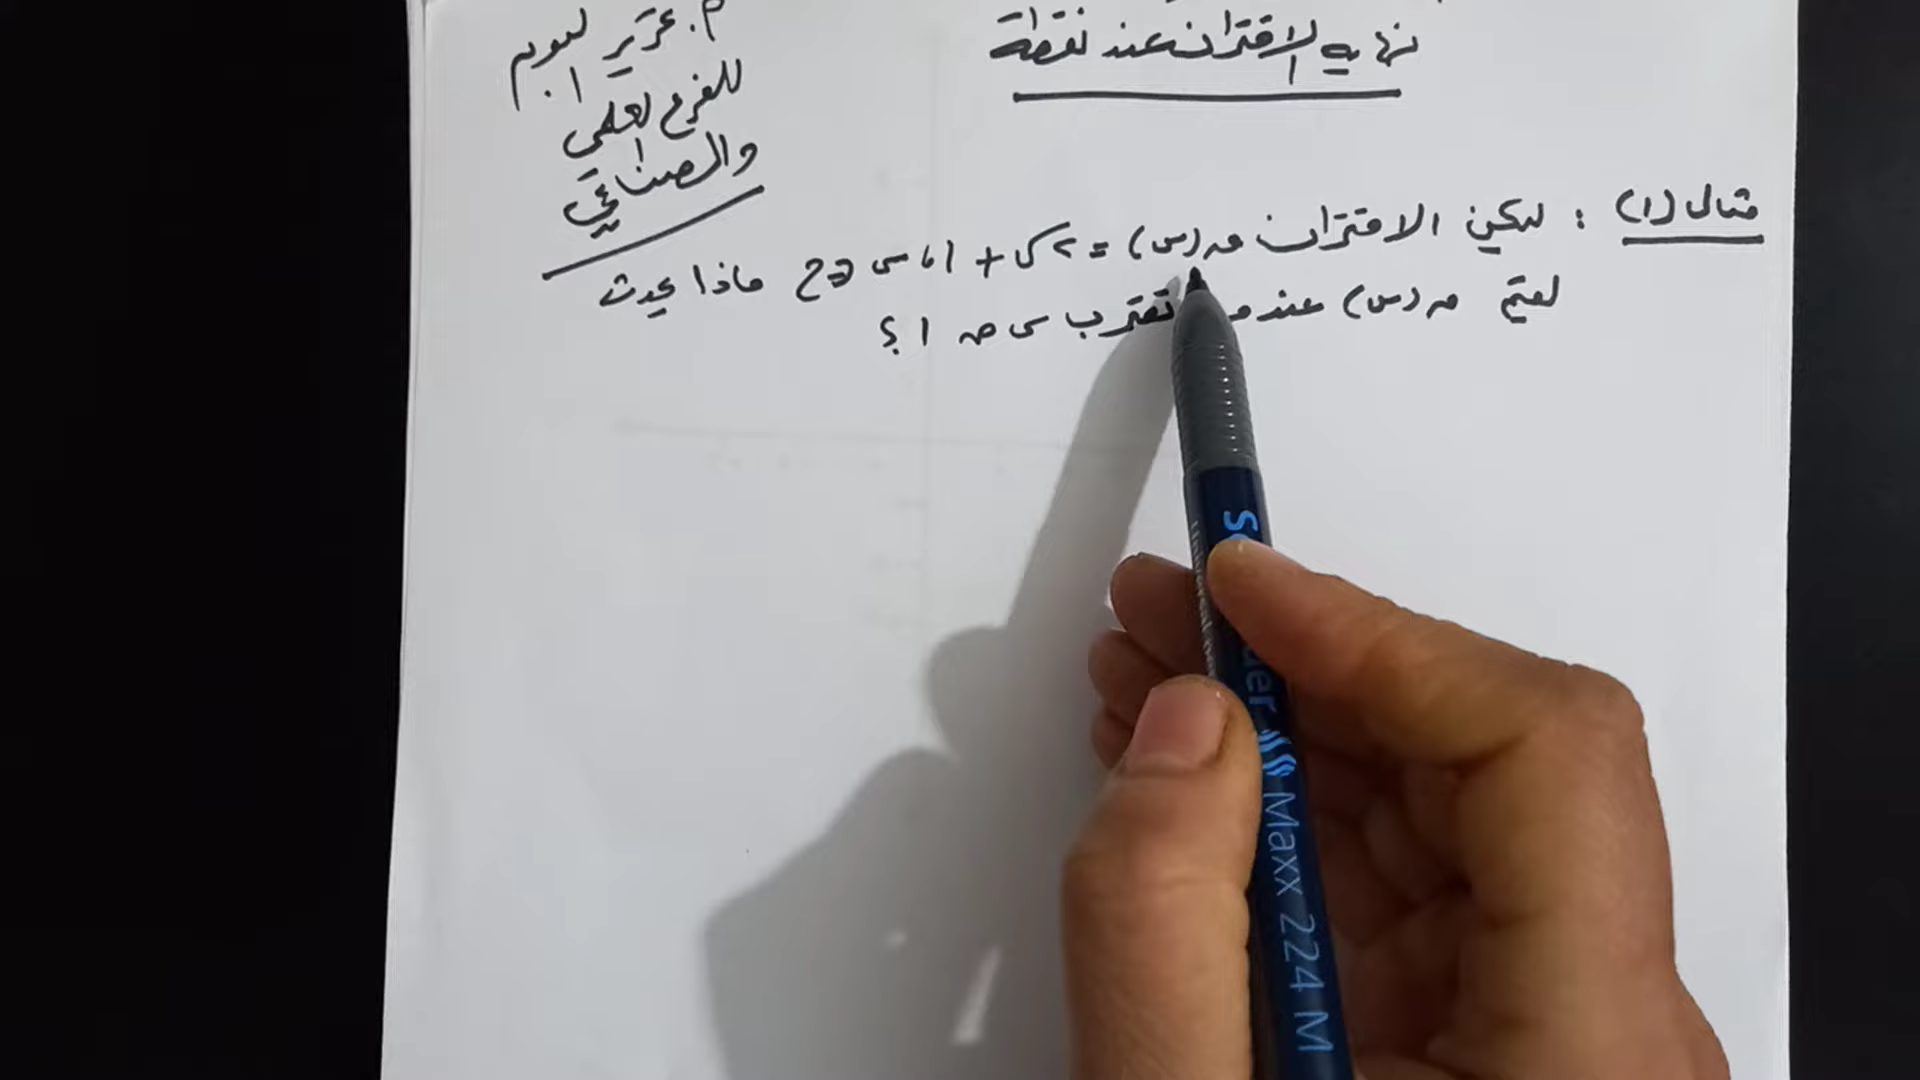 نهاية الاقتران عند نقطة
م. عزيز
للفرع العلمي
والصناعي
مثال (١) : ليكن الاقتران ق(س) = ٢س + ١ ، س ∈ ح ماذا يحدث
لقيم ق(س) عندما تقترب س من ١ ؟
Maxx 224 M